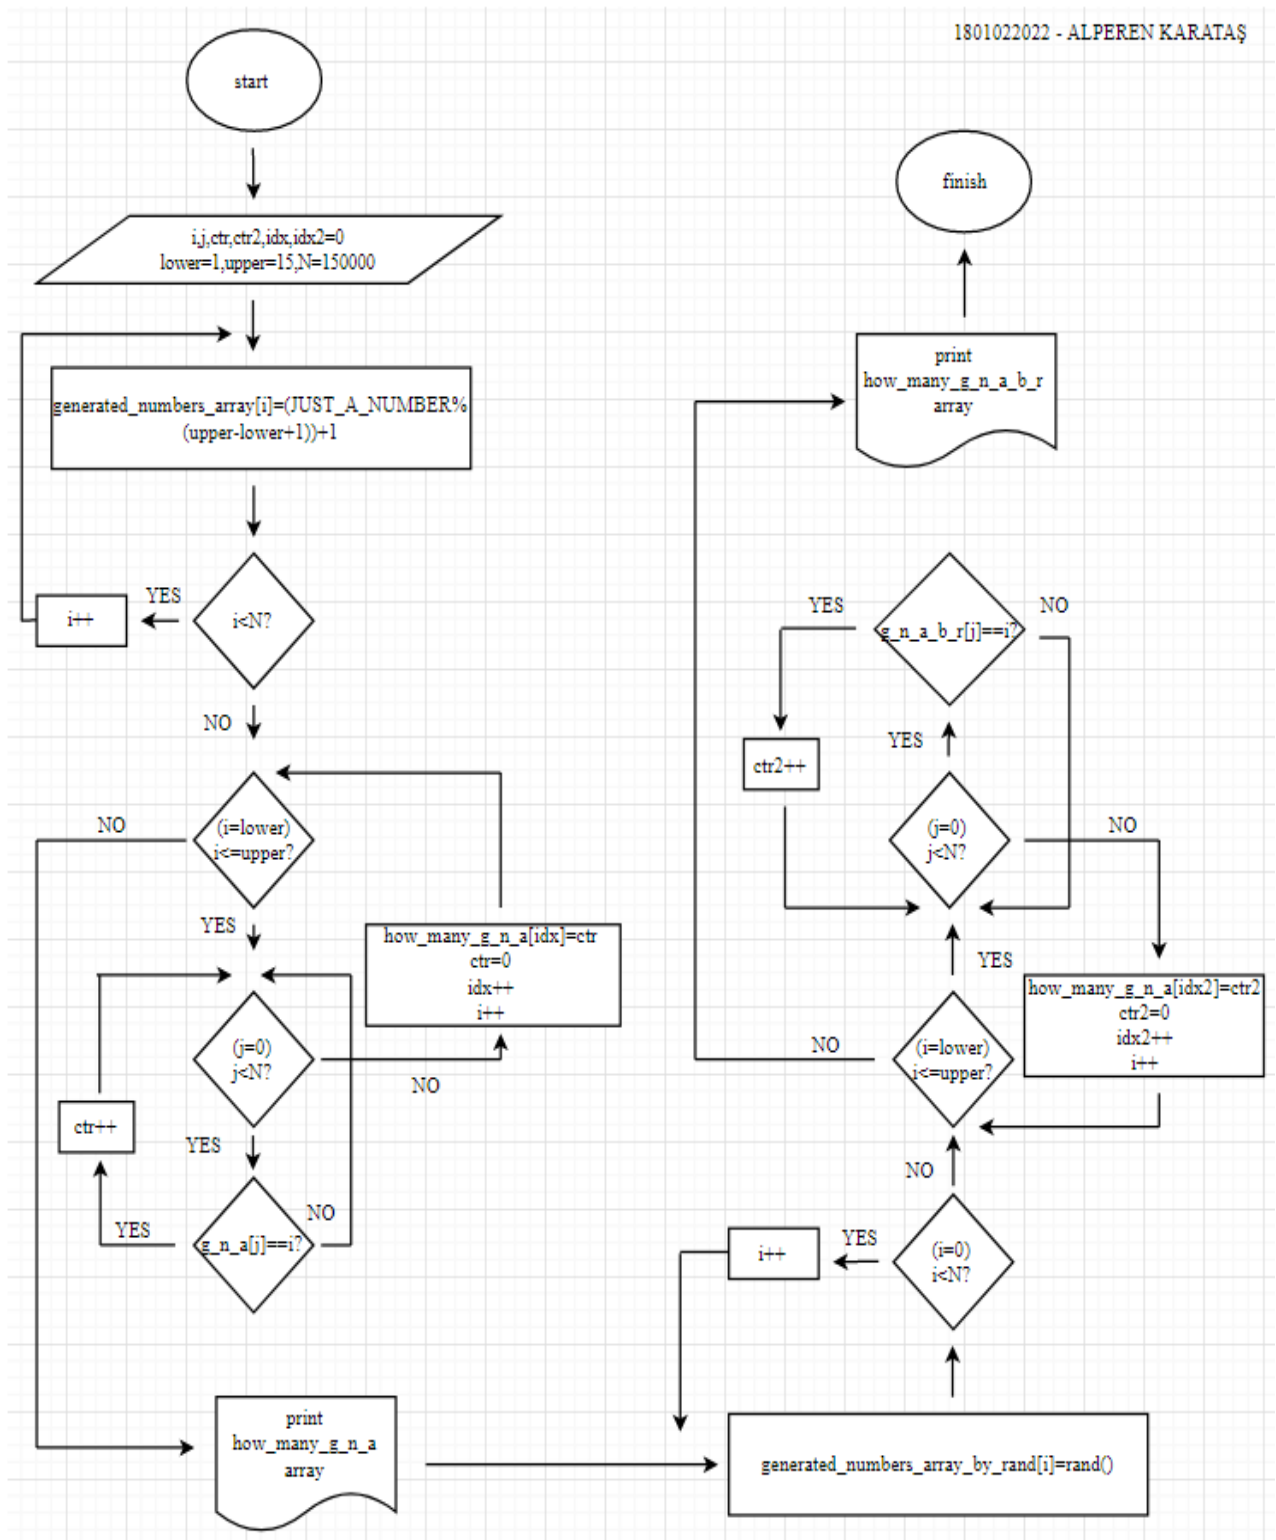 1801022022 - ALPEREN KARATAŞ
start
i,j,ctr,ctr2,idx,idx2=0
lower=1,upper=15,N=150000
generated_numbers_array[i]=(JUST_A_NUMBER%
(upper-lower+1))+1
i<N?
YES
i++
NO
(i=lower)
i<=upper?
NO
YES
how_many_g_n_a[idx]=ctr
ctr=0
idx++
i++
(j=0)
j<N?
NO
YES
ctr++
g_n_a[j]==i?
YES
NO
print
how_many_g_n_a
array
generated_numbers_array_by_rand[i]=rand()
(i=0)
i<N?
YES
i++
NO
(i=lower)
i<=upper?
NO
YES
(j=0)
j<N?
NO
how_many_g_n_a[idx2]=ctr2
ctr2=0
idx2++
i++
YES
g_n_a_b_r[j]==i?
YES
NO
ctr2++
print
how_many_g_n_a_b_r
array
finish